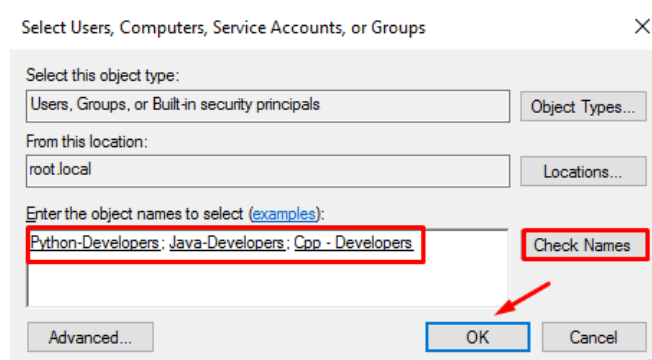 Select Users, Computers, Service Accounts, or Groups
Select this object type:
Users, Groups, or Built-in security principals
Object Types...
From this location:
root.local
Locations...
Enter the object names to select (examples):
Python-Developers; Java-Developers; Cpp - Developers
Check Names
Advanced...
OK
Cancel